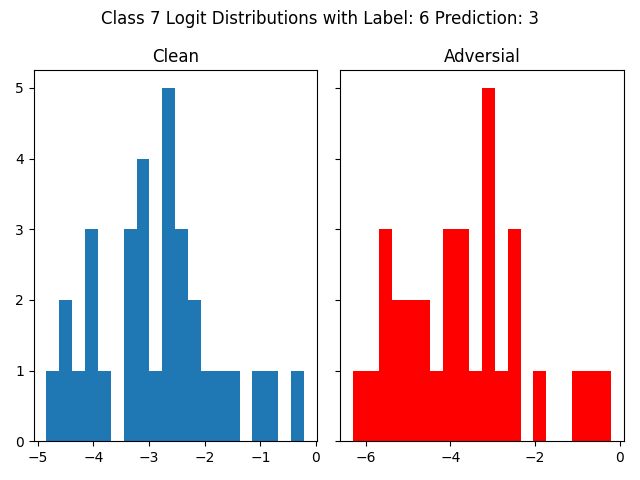 Class 7 Logit Distributions with Label: 6 Prediction: 3
Clean
Adversial
5
4
3
2
1
0
−5 −4 −3 −2 −1 0
−6 −4 −2 0